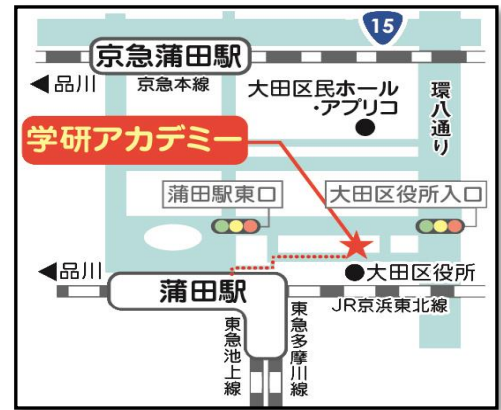 15
京急蒲田駅
◀品川
京急本線
大田区民ホール
・アプリコ
環八通り
学研アカデミー
蒲田駅東口
大田区役所入口
◀品川
蒲田駅
大田区役所
JR京浜東北線
東急池上線
東急多摩川線